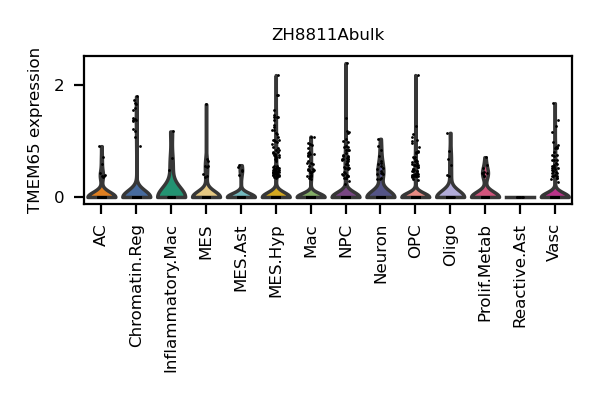 ZH8811Abulk
TMEM65 expression
2
0
AC
Chromatin.Reg
Inflammatory.Mac
MES
MES.Ast
MES.Hyp
Mac
NPC
Neuron
OPC
Oligo
Prolif.Metab
Reactive.Ast
Vasc